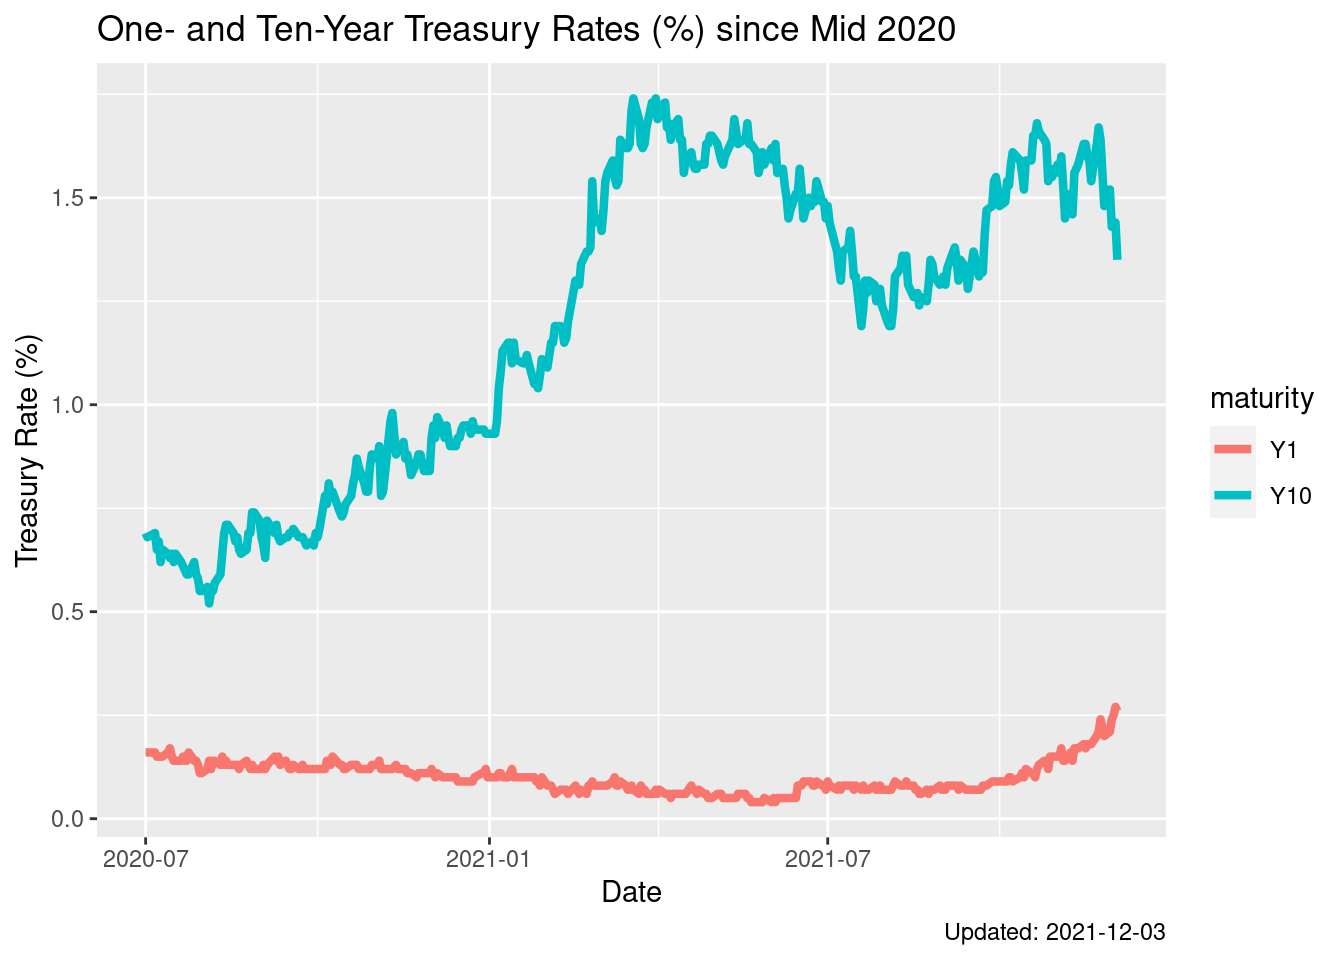 One- and Ten-Year Treasury Rates (%) since Mid 2020
Treasury Rate (%)
1.5
1.0
0.5
0.0
2020-07
2021-01
2021-07
Date
maturity
Y1
Y10
Updated: 2021-12-03